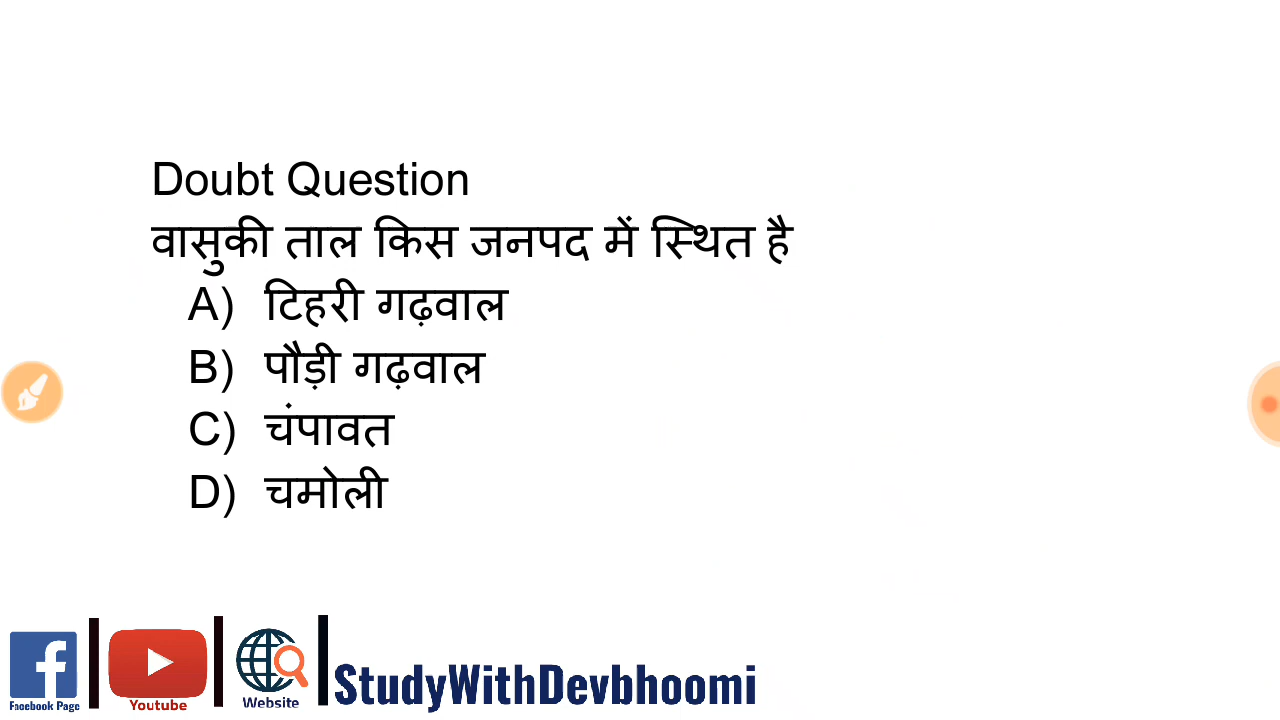 Doubt Question
वासुकी ताल किस जनपद में स्थित है
A) टिहरी गढ़वाल
B) पौड़ी गढ़वाल
C) चंपावत
D) चमोली
Facebook Page
Youtube
Website
StudyWithDevbhoomi